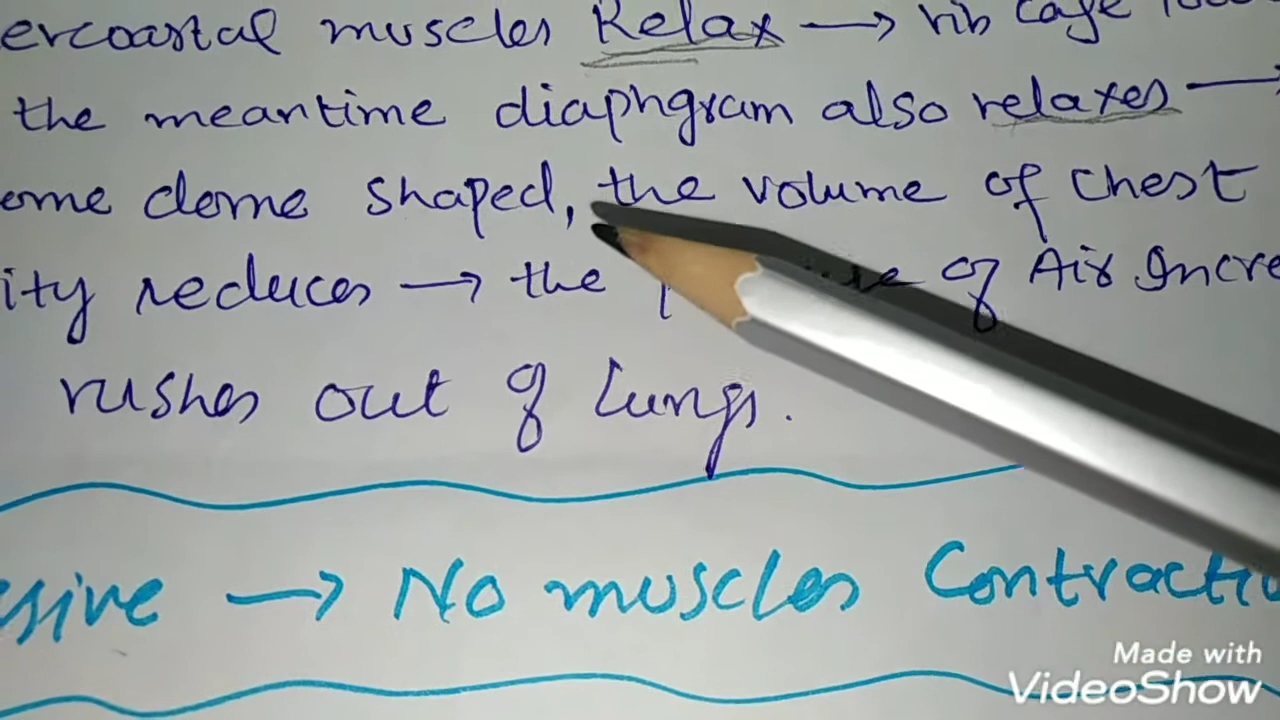 ercoastal muscles Relax → rib cage
the meantime diaphgram also relaxes →
ome dome shaped, the volume of chest
ity reduces → the of Air Incre
rushes out of lungs.
ssive → No muscles Contracti
Made with
VideoShow